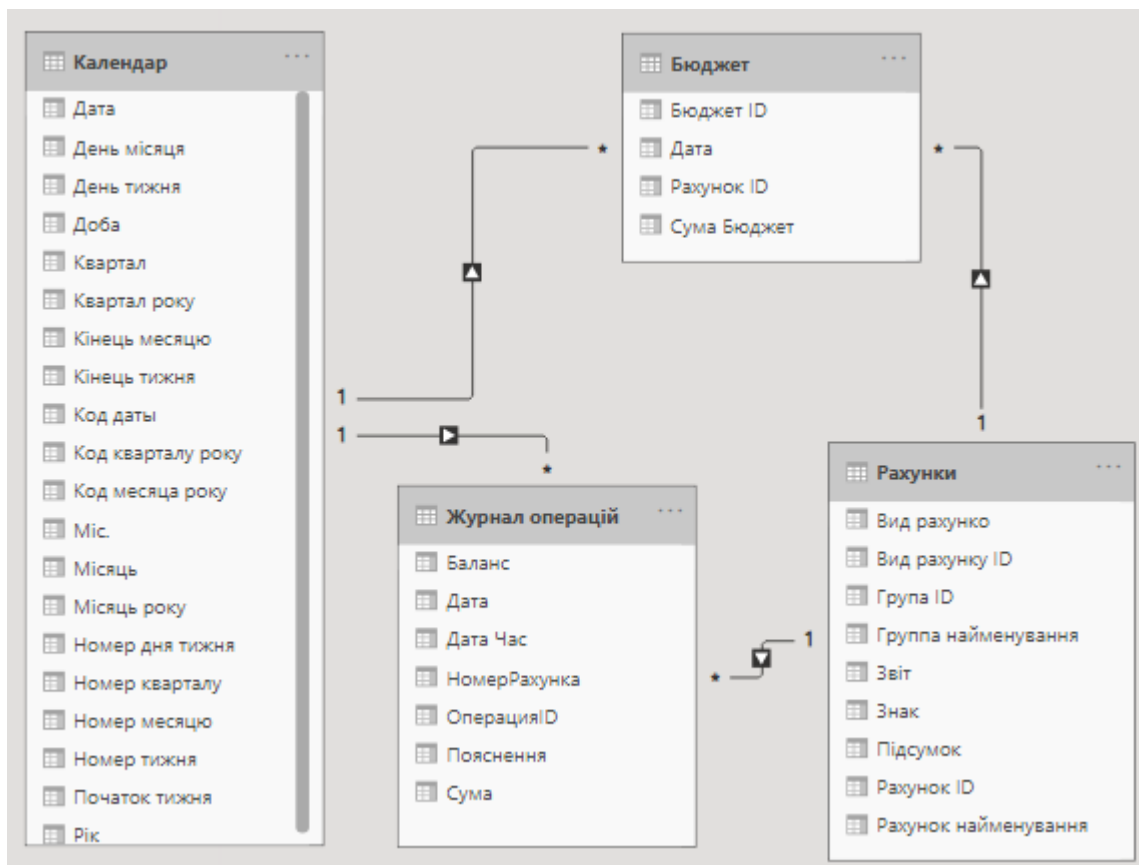 Календар
Дата
День місяця
День тижня
Доба
Квартал
Квартал року
Кінець месяцю
Кінець тижня
Код даты
Код кварталу року
Код месяца року
Міс.
Місяць
Місяць року
Номер дня тижня
Номер кварталу
Номер месяцю
Номер тижня
Початок тижня
Рік
Бюджет
Бюджет ID
Дата
Рахунок ID
Сума Бюджет
*
*
1
1
*
1
Журнал операцій
Баланс
Дата
Дата Час
НомерРахунка
ОперацияID
Пояснення
Сума
*
1
Рахунки
Вид рахунко
Вид рахунку ID
Група ID
Группа найменування
Звіт
Знак
Підсумок
Рахунок ID
Рахунок найменування